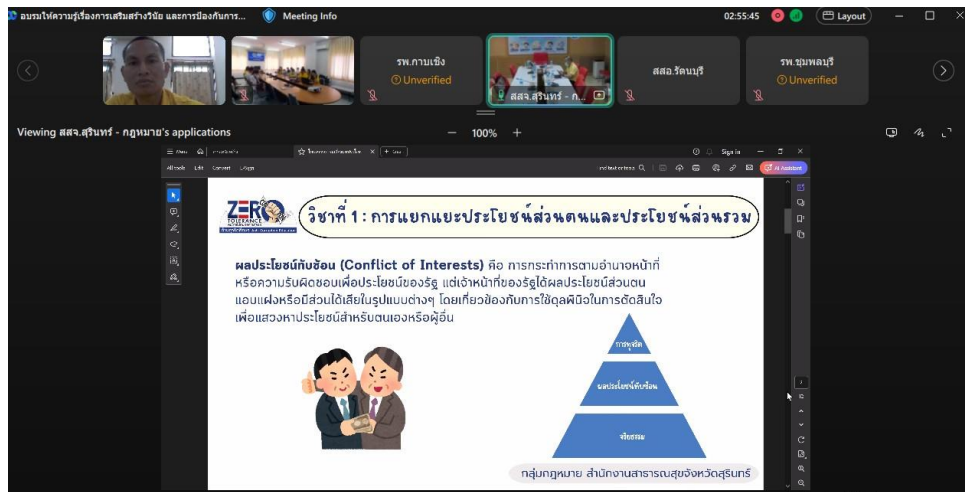 อบรมให้ความรู้เรื่องการเสริมสร้างวินัย และการป้องกันการ...
Meeting Info
02:55:45
Layout
รพ.กาบเชิง
Unverified
สสจ.สุรินทร์ - ก...
สสอ.รัตนบุรี
รพ.ชุมพลบุรี
Unverified
Viewing สสจ.สุรินทร์ - กฎหมาย's applications
100%
Menu
Sign in
All tools Edit Convert E-Sign
AI Assistant
ZERO
TOLERANCE
วิชาที่ 1 : การแยกแยะประโยชน์ส่วนตนและประโยชน์ส่วนรวม
ผลประโยชน์ทับซ้อน (Conflict of Interests) คือ การกระทำการตามอำนาจหน้าที่
หรือความรับผิดชอบเพื่อประโยชน์ของรัฐ แต่เจ้าหน้าที่ของรัฐได้ผลประโยชน์ส่วนตน
แอบแฝงหรือมีส่วนได้เสียในรูปแบบต่างๆ โดยเกี่ยวข้องกับการใช้ดุลพินิจในการตัดสินใจ
เพื่อแสวงหาประโยชน์สำหรับตนเองหรือผู้อื่น
การทุจริต
ผลประโยชน์ทับซ้อน
จริยธรรม
กลุ่มกฎหมาย สำนักงานสาธารณสุขจังหวัดสุรินทร์